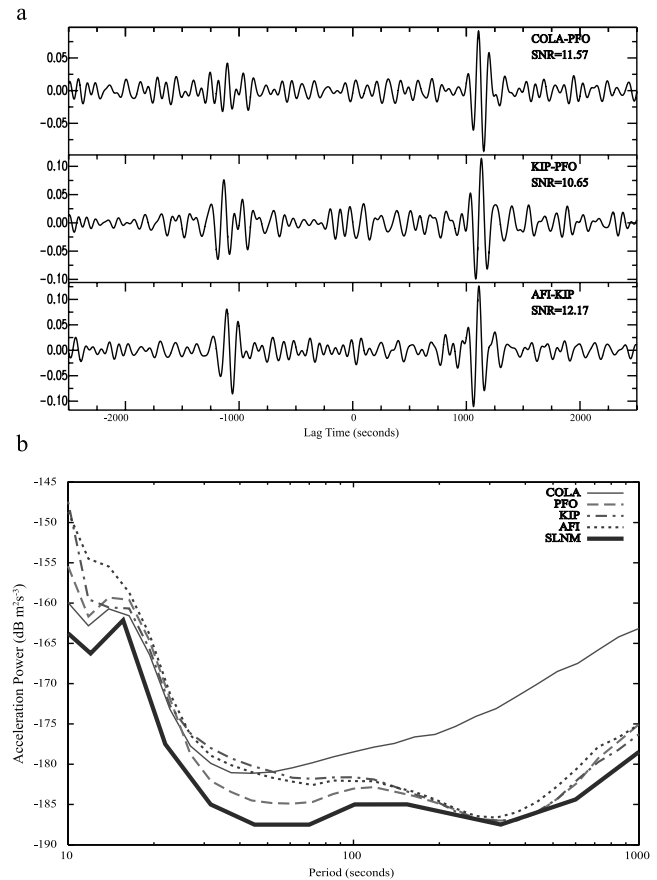 a
COLA-PFO
SNR=11.57
0.05
0.00
−0.05
KIP-PFO
SNR=10.65
0.10
0.05
0.00
−0.05
−0.10
AFI-KIP
SNR=12.17
0.10
0.05
0.00
−0.05
−0.10
-2000 -1000 0 1000 2000
Lag Time (seconds)
b
-145
-150
-155
-160
-165
-170
-175
-180
-185
-190
Acceleration Power (dB m²s⁻³)
COLA
PFO
KIP
AFI
SLNM
10 100 1000
Period (seconds)